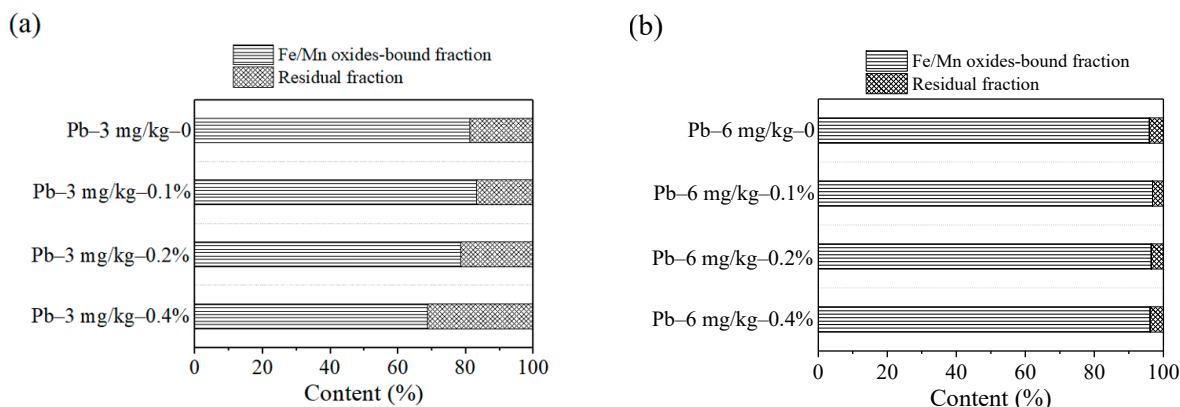 (a)
Fe/Mn oxides-bound fraction
Residual fraction
Pb–3 mg/kg–0
Pb–3 mg/kg–0.1%
Pb–3 mg/kg–0.2%
Pb–3 mg/kg–0.4%
0 20 40 60 80 100
Content (%)
(b)
Fe/Mn oxides-bound fraction
Residual fraction
Pb–6 mg/kg–0
Pb–6 mg/kg–0.1%
Pb–6 mg/kg–0.2%
Pb–6 mg/kg–0.4%
0 20 40 60 80 100
Content (%)